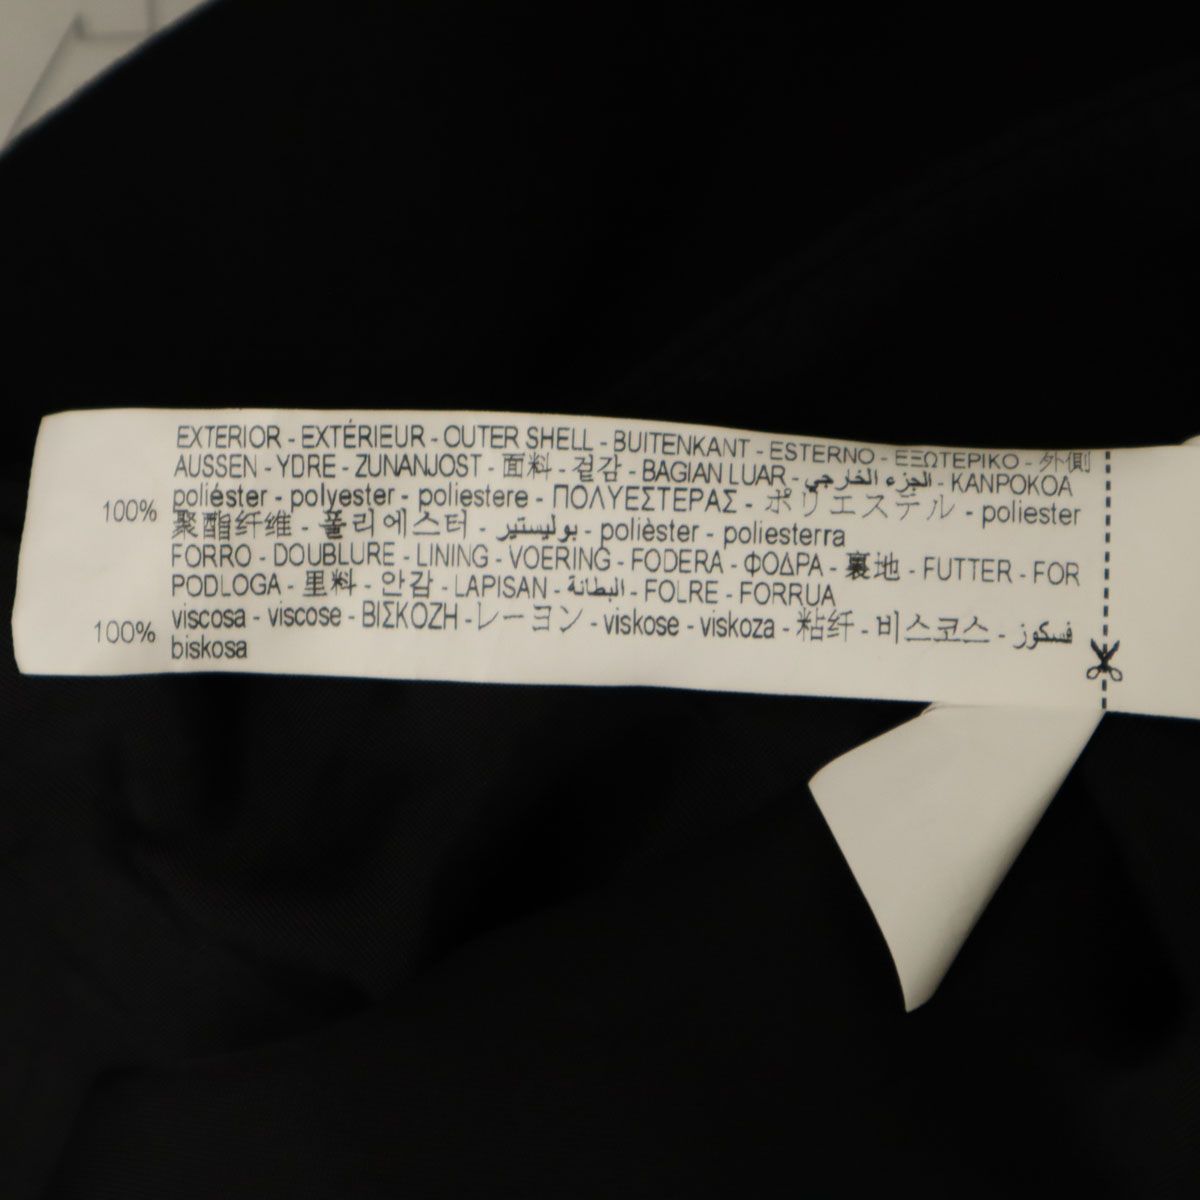 EXTERIOR - EXTÉRIEUR - OUTER SHELL - BUITENKANT - ESTERNO - ΕΞΩΤΕΡΙΚΟ - 外側
AUSSEN - YDRE - ZUNANJOST - 面料 - 겉감 - BAGIAN LUAR - الجزء الخارجي - KANPOKOA
100% poliéster - polyester - poliestere - ΠΟΛΥΕΣΤΕΡΑΣ - ポリエステル - poliester
聚酯纤维 - 폴리에스터 - بوليستير - polièster - poliesterra
FORRO - DOUBLURE - LINING - VOERING - FODERA - ΦΟΔΡΑ - 裏地 - FUTTER - FOR
PODLOGA - 里料 - 안감 - LAPISAN - البطانة - FOLRE - FORRUA
100% viscosa - viscose - ΒΙΣΚΟΖΗ - レーヨン - viskose - viskoza - 粘纤 - 비스코스 - فسكوز
biskosa